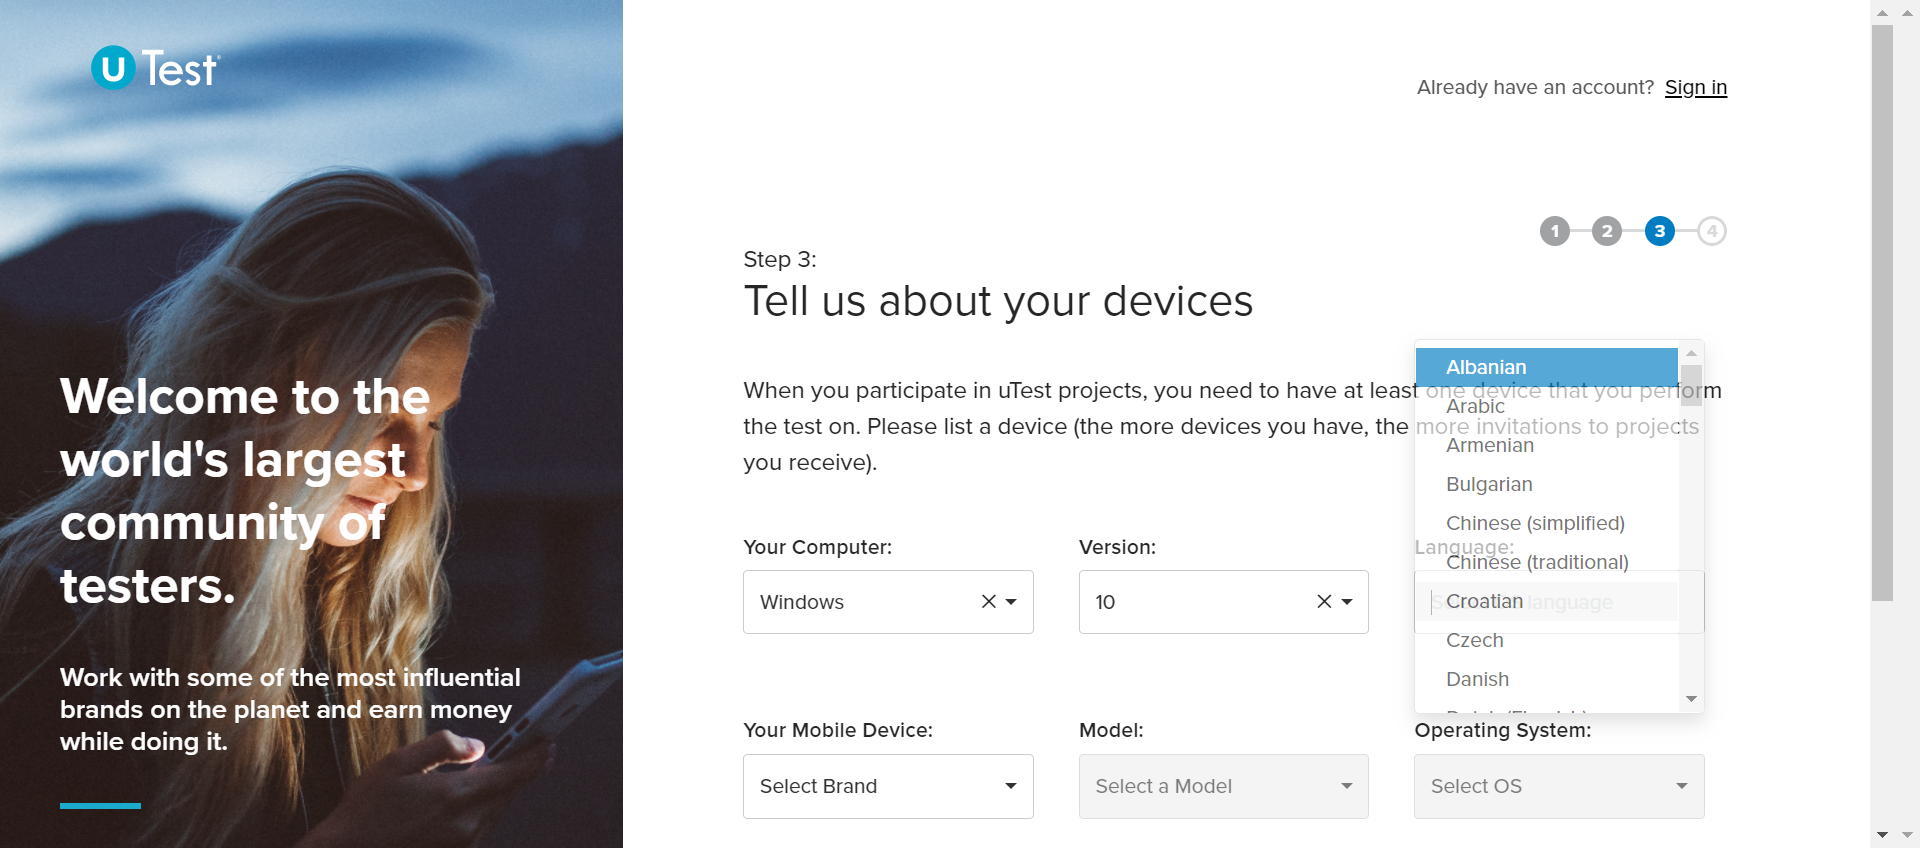 u Test
Welcome to the
world's largest
community of
testers.
Work with some of the most influential
brands on the planet and earn money
while doing it.
Already have an account? Sign in
1 2 3 4
Step 3:
Tell us about your devices
When you participate in uTest projects, you need to have at least one device that you perform
the test on. Please list a device (the more devices you have, the more invitations to projects
you receive).
Your Computer:
Windows
Version:
10
Language:
language
Albanian
Arabic
Armenian
Bulgarian
Chinese (simplified)
Chinese (traditional)
Croatian
Czech
Danish
Your Mobile Device:
Select Brand
Model:
Select a Model
Operating System:
Select OS